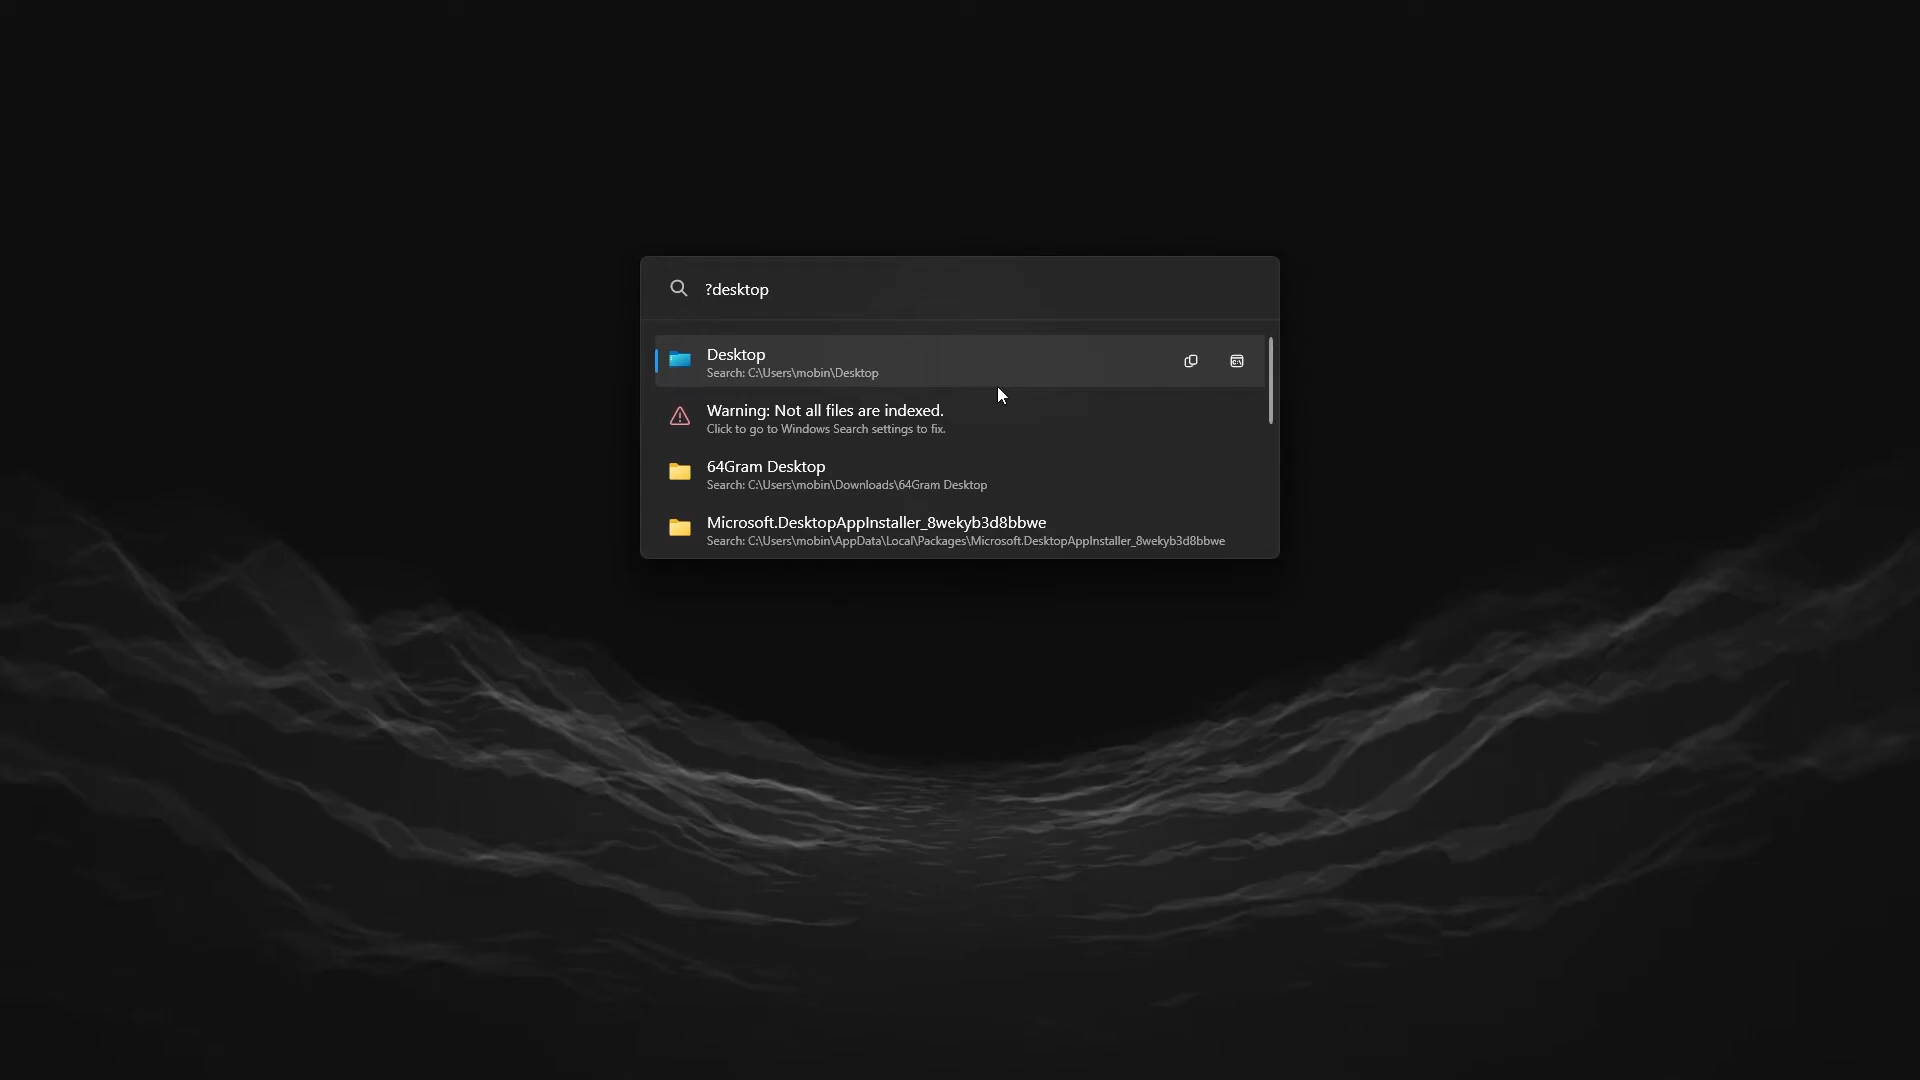 ?desktop
Desktop
Search: C:\Users\mobin\Desktop
Warning: Not all files are indexed.
Click to go to Windows Search settings to fix.
64Gram Desktop
Search: C:\Users\mobin\Downloads\64Gram Desktop
Microsoft.DesktopAppInstaller_8wekyb3d8bbwe
Search: C:\Users\mobin\AppData\Local\Packages\Microsoft.DesktopAppInstaller_8wekyb3d8bbwe